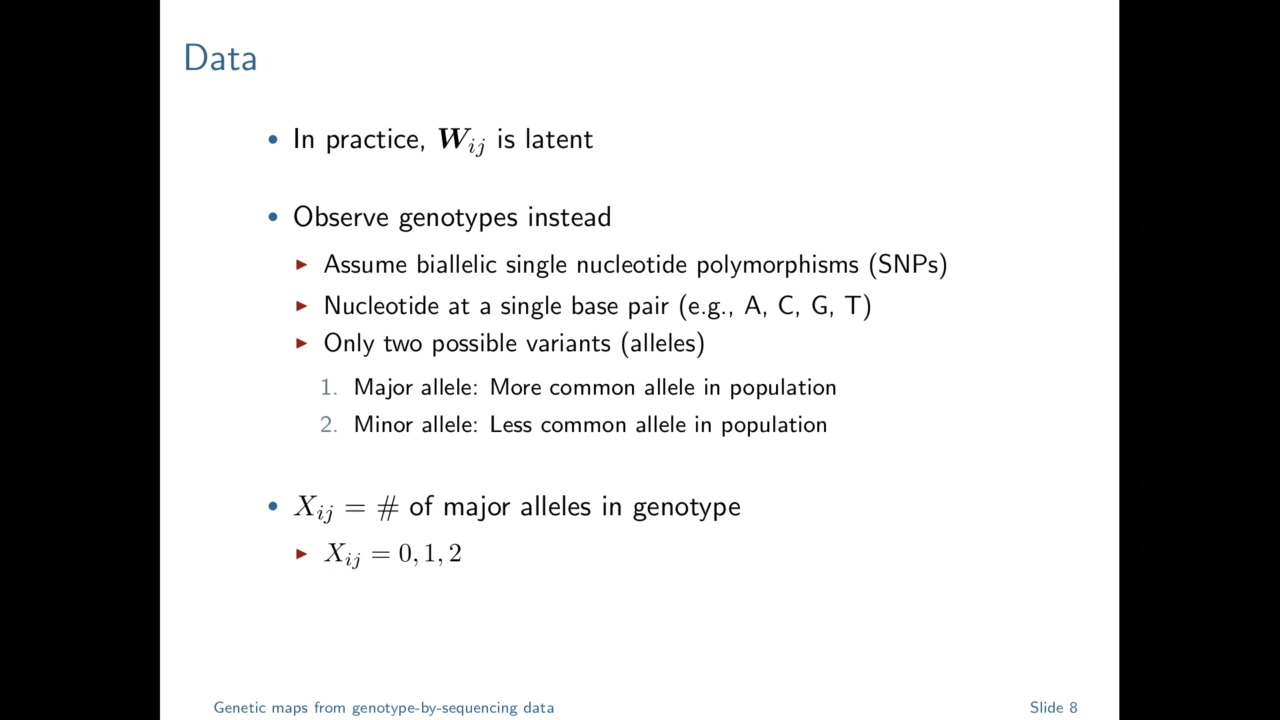 Data
• In practice, W_ij is latent
• Observe genotypes instead
▶ Assume biallelic single nucleotide polymorphisms (SNPs)
▶ Nucleotide at a single base pair (e.g., A, C, G, T)
▶ Only two possible variants (alleles)
1. Major allele: More common allele in population
2. Minor allele: Less common allele in population
• X_ij = # of major alleles in genotype
▶ X_ij = 0, 1, 2
Genetic maps from genotype-by-sequencing data
Slide 8